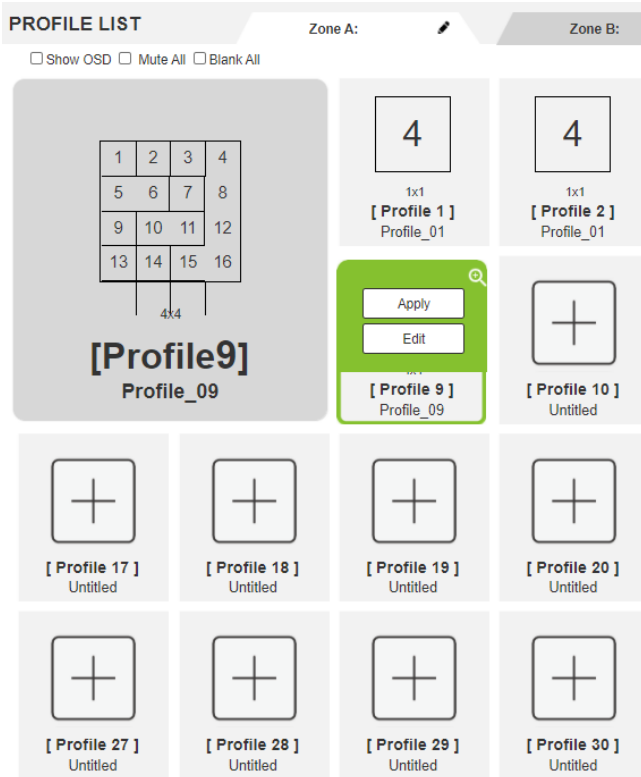 PROFILE LIST
Zone A:
Zone B:
Show OSD
Mute All
Blank All
1 2 3 4
5 6 7 8
9 10 11 12
13 14 15 16
4x4
[Profile9]
Profile_09
4
1x1
[ Profile 1 ]
Profile_01
4
1x1
[ Profile 2 ]
Profile_01
Apply
Edit
[ Profile 9 ]
Profile_09
[ Profile 10 ]
Untitled
[ Profile 17 ]
Untitled
[ Profile 18 ]
Untitled
[ Profile 19 ]
Untitled
[ Profile 20 ]
Untitled
[ Profile 27 ]
Untitled
[ Profile 28 ]
Untitled
[ Profile 29 ]
Untitled
[ Profile 30 ]
Untitled